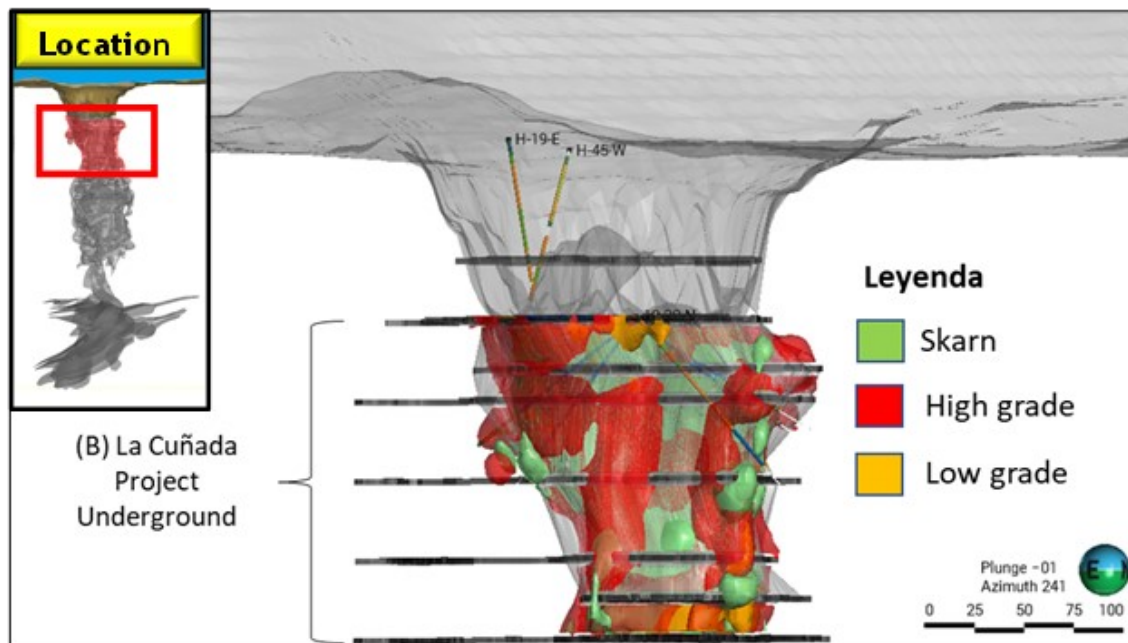 Location
H-19-E
H-45-W
Leyenda
Skarn
High grade
Low grade
(B) La Cuñada
Project
Underground
Plunge -01
Azimuth 241
E
0 25 50 75 100